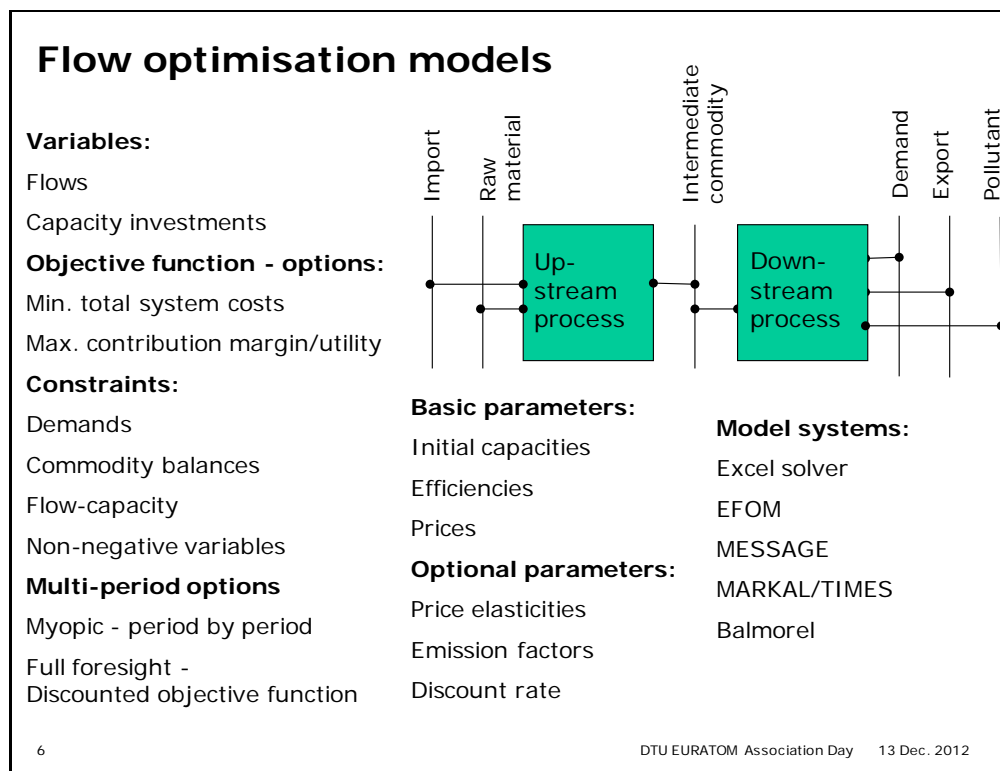 Flow optimisation models
Variables:
Flows
Capacity investments
Objective function - options:
Min. total system costs
Max. contribution margin/utility
Constraints:
Demands
Commodity balances
Flow-capacity
Non-negative variables
Multi-period options
Myopic - period by period
Full foresight -
Discounted objective function
Import
Raw
material
Intermediate
commodity
Demand
Export
Pollutant
Up-
stream
process
Down-
stream
process
Basic parameters:
Initial capacities
Efficiencies
Prices
Optional parameters:
Price elasticities
Emission factors
Discount rate
Model systems:
Excel solver
EFOM
MESSAGE
MARKAL/TIMES
Balmorel
6
DTU EURATOM Association Day 13 Dec. 2012